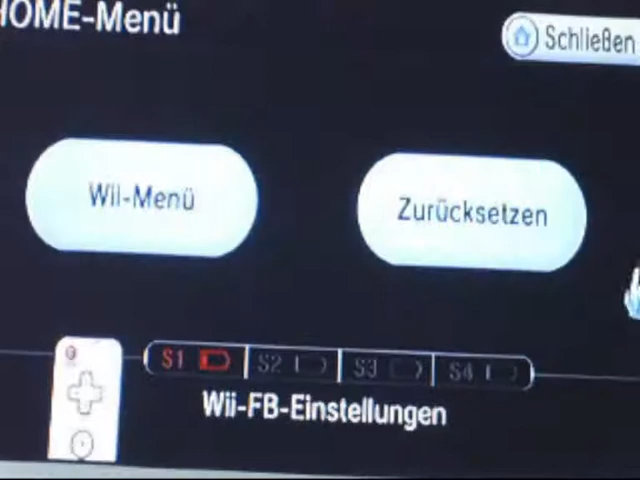 HOME-Menü
Schließen
Wii-Menü
Zurücksetzen
S1 S2 S3 S4
Wii-FB-Einstellungen